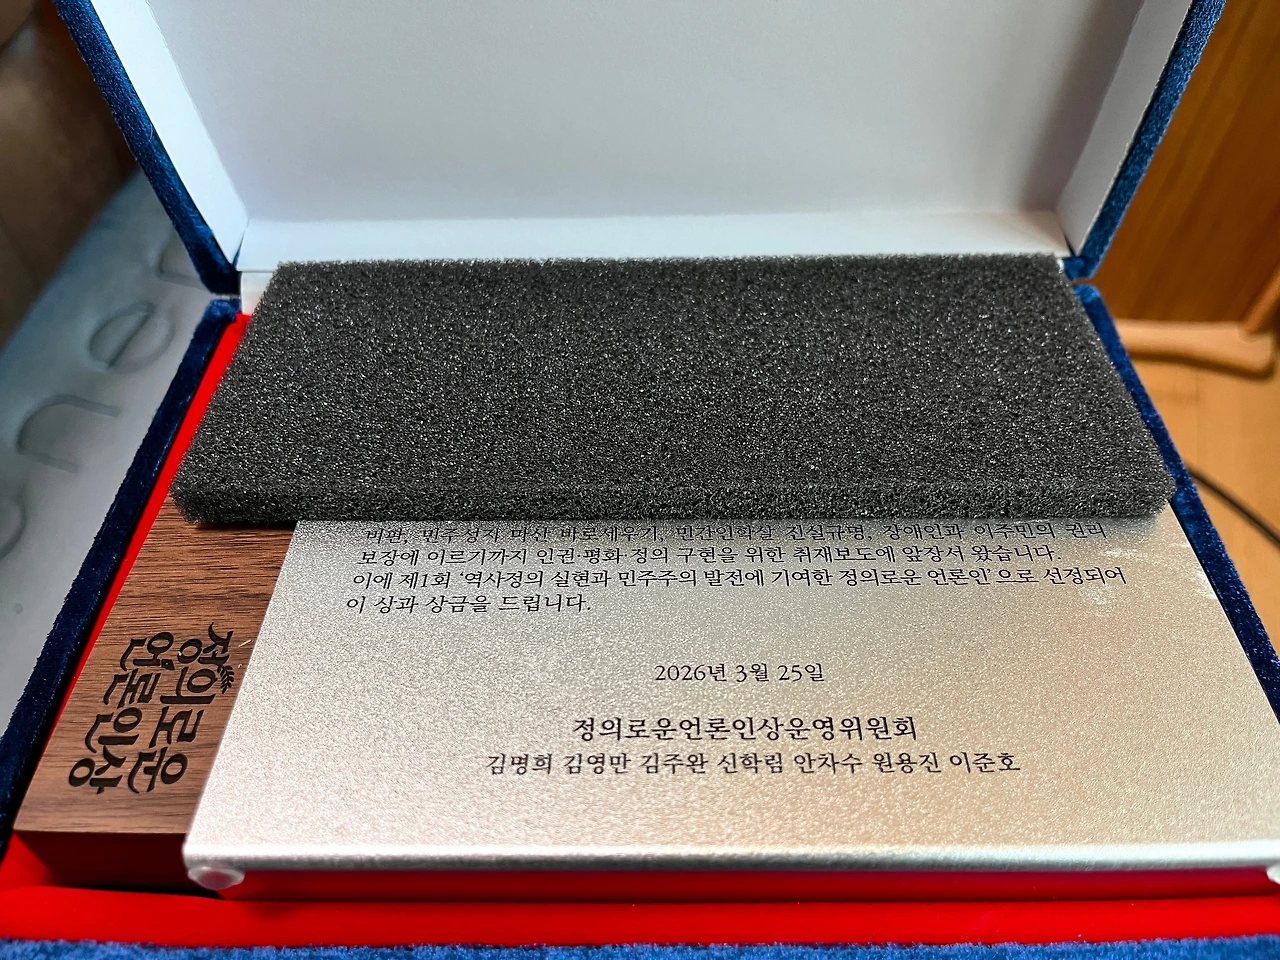 비판, 민주성지 마산 바로세우기, 민간인학살 진실규명, 장애인과 이주민의 권리
보장에 이르기까지 인권·평화·정의 구현을 위한 취재보도에 앞장서 왔습니다.
이에 제1회 '역사정의 실현과 민주주의 발전에 기여한 정의로운 언론인'으로 선정되어
이 상과 상금을 드립니다.
2026년 3월 25일
정의로운언론인상운영위원회
김명희 김영만 김주완 신학림 안차수 원용진 이준호
정의로운
언론인상